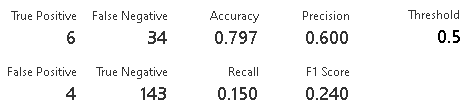 True Positive False Negative Accuracy Precision Threshold
6 34 0.797 0.600 0.5
False Positive True Negative Recall F1 Score
4 143 0.150 0.240